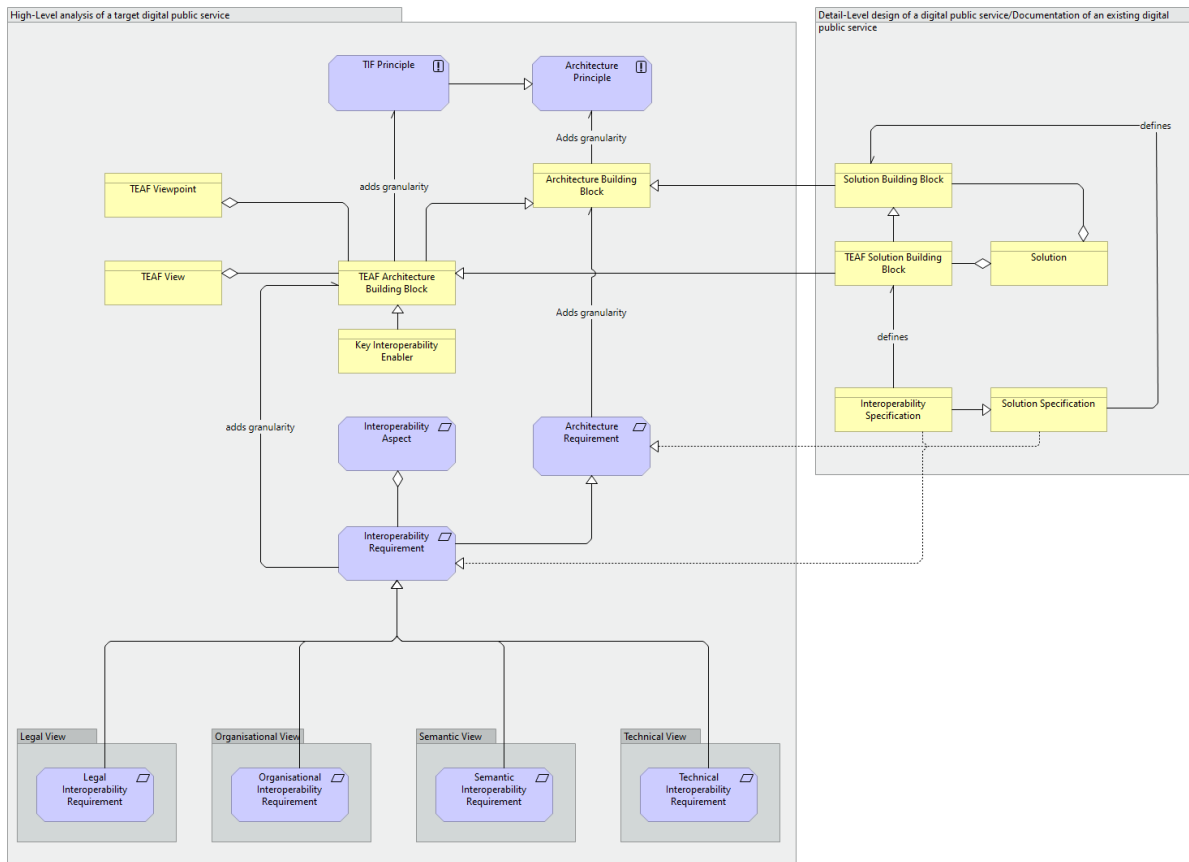 High-Level analysis of a target digital public service
Detail-Level design of a digital public service/Documentation of an existing digital
public service
TIF Principle
Architecture
Principle
defines
Adds granularity
adds granularity
TEAF Viewpoint
Architecture Building
Block
Solution Building Block
TEAF View
TEAF Architecture
Building Block
TEAF Solution Building
Block
Solution
Adds granularity
defines
Key Interoperability
Enabler
Interoperability
Specification
Solution Specification
adds granularity
Interoperability
Aspect
Architecture
Requirement
Interoperability
Requirement
Legal View
Organisational View
Semantic View
Technical View
Legal
Interoperability
Requirement
Organisational
Interoperability
Requirement
Semantic
Interoperability
Requirement
Technical
Interoperability
Requirement